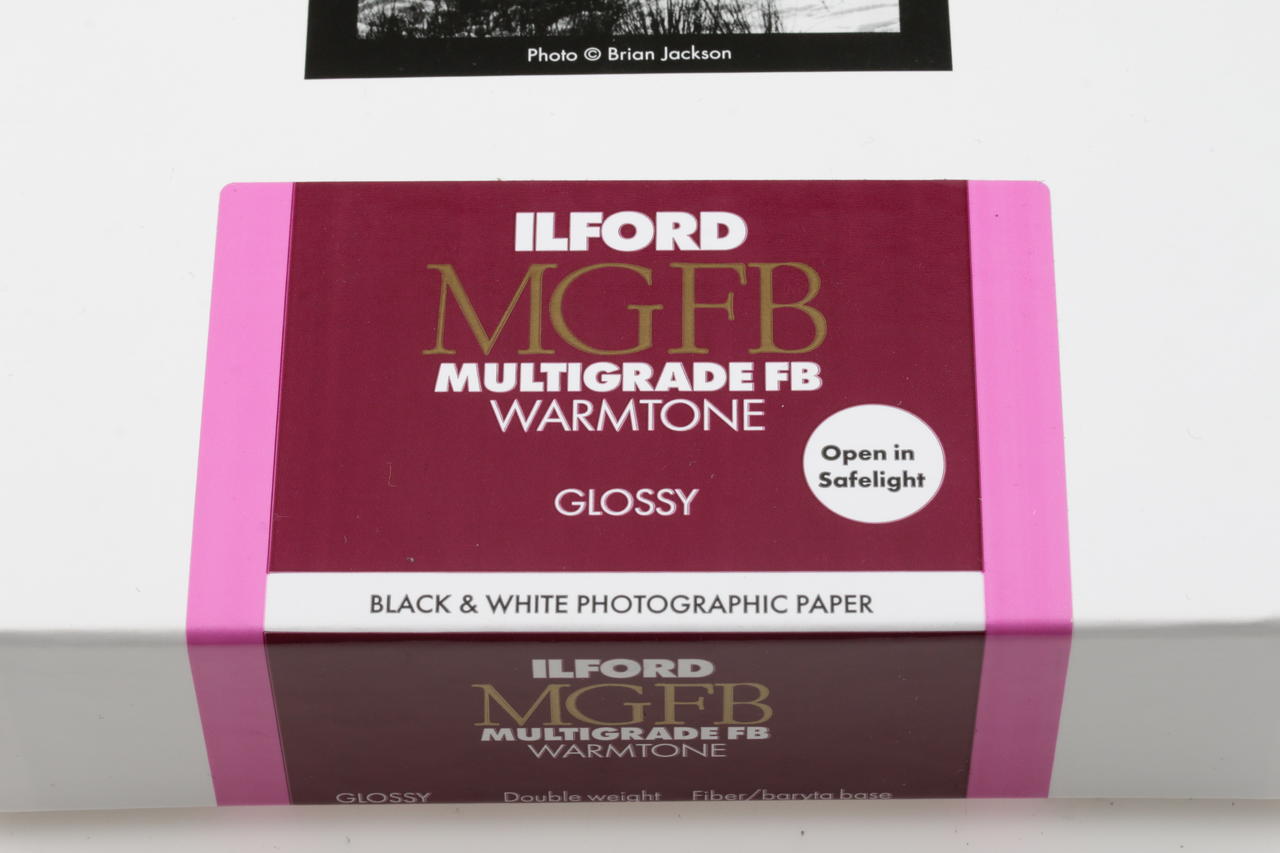 Photo © Brian Jackson
ILFORD
MGFB
MULTIGRADE FB
WARMTONE
Open in
Safelight
GLOSSY
BLACK & WHITE PHOTOGRAPHIC PAPER
ILFORD
MGFB
MULTIGRADE FB
WARMTONE
GLOSSY Double weight Fiber/baryta base